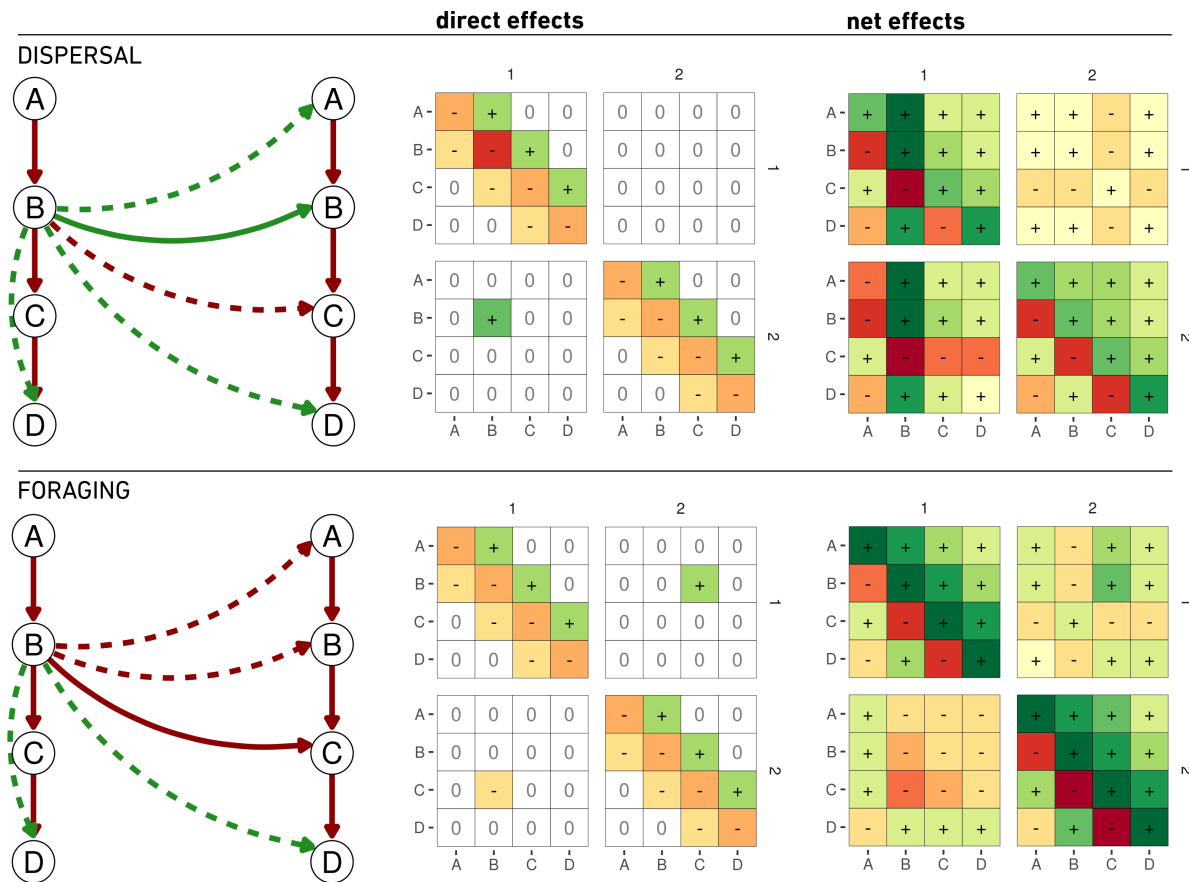 direct effects net effects
DISPERSAL
1 2 1 2
A A
B B
C C
D D
A - + 0 0 0 0 0 0 A + + + + + + - +
B - - + 0 0 0 0 0 B - + + + + + - +
C 0 - - + 0 0 0 0 C + - + + - - + -
D 0 0 - - 0 0 0 0 D - + - + + + - +
1 1
A 0 0 0 0 - + 0 0 A - + + + + + + +
B 0 + 0 0 - - + 0 B - + + + - + + +
C 0 0 0 0 0 - - + C + - - - + - + +
D 0 0 0 0 0 0 - - D - + + + - + - +
2 2
A B C D A B C D A B C D A B C D
FORAGING
1 2 1 2
A A
B B
C C
D D
A - + 0 0 0 0 0 0 A + + + + + - + +
B - - + 0 0 0 + 0 B - + + + + - + +
C 0 - - + 0 0 0 0 C + - + + - + - -
D 0 0 - - 0 0 0 0 D - + - + + - + +
1 1
A 0 0 0 0 - + 0 0 A + - - - + + + +
B 0 0 0 0 - - + 0 B + - - - - + + +
C 0 - 0 0 0 - - + C + - - - + - + +
D 0 0 0 0 0 0 - - D - + + + - + - +
2 2
A B C D A B C D A B C D A B C D